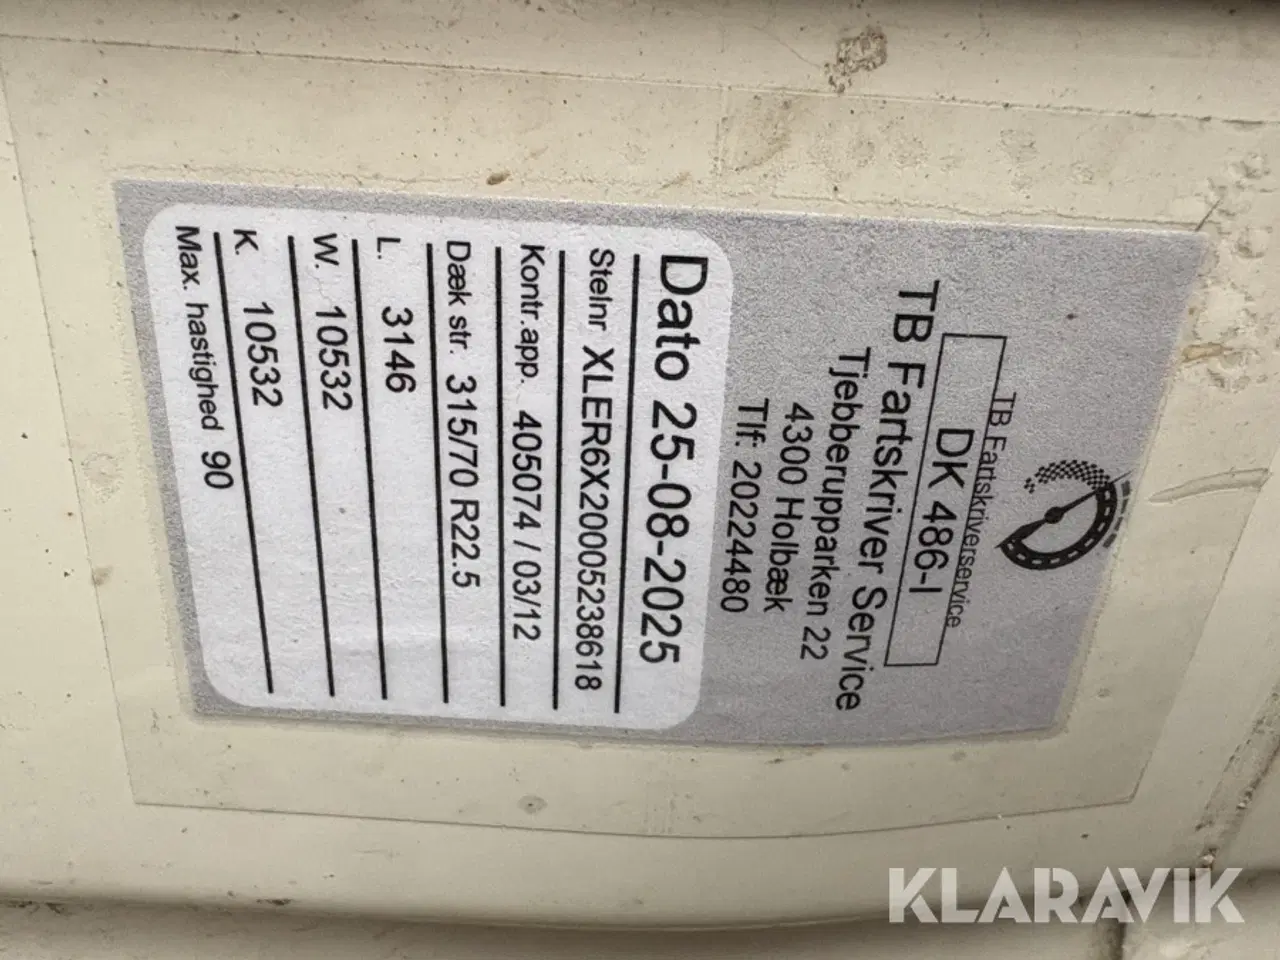 TB Fartskriverservice
DK 486-I
TB Fartskriver Service
Tjebberupparken 22
4300 Holbæk
Tlf: 20224480
Dato 25-08-2025
Stelnr XLER6X20005238618
Kontr.app. 405074 / 03/12
Dæk str. 315/70 R22.5
L. 3146
W. 10532
K. 10532
Max. hastighed 90
KLARAVIK